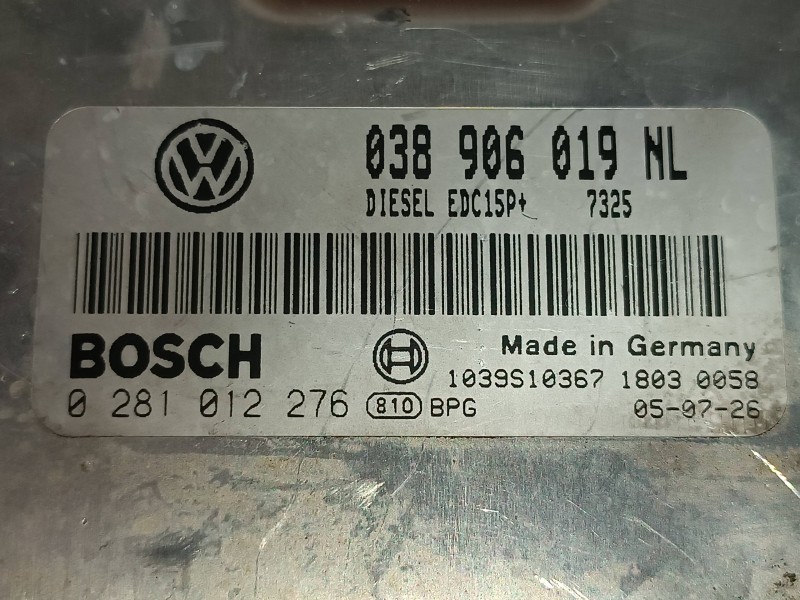 VW
038 906 019 NL
DIESEL EDC15P+ 7325
BOSCH
Made in Germany
1039S10367 1803 0058
0 281 012 276 810 BPG 05-07-26